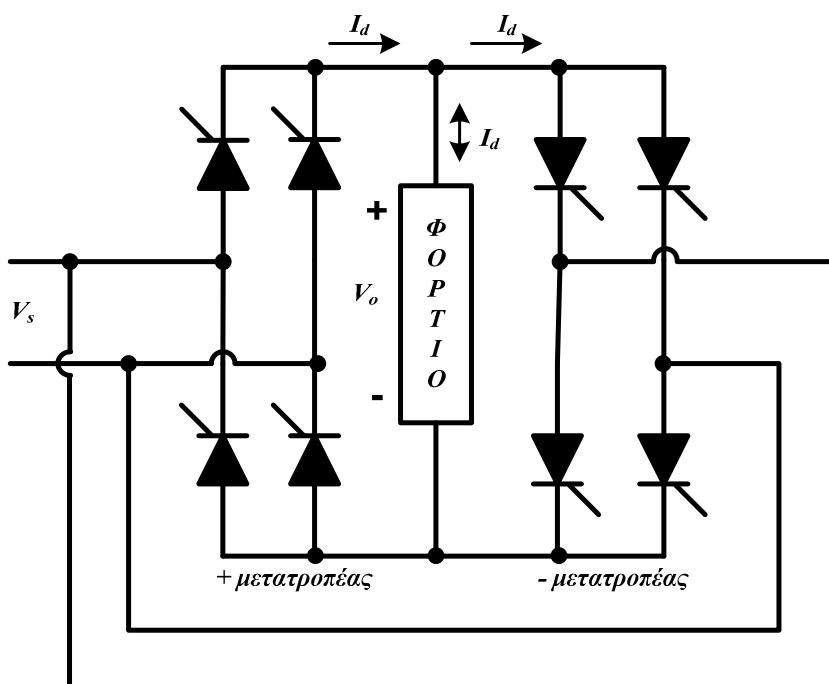 I_d I_d
I_d
+
V_s
V_o
Φ
Ο
Ρ
Τ
Ι
Ο
-
+ μετατροπέας - μετατροπέας